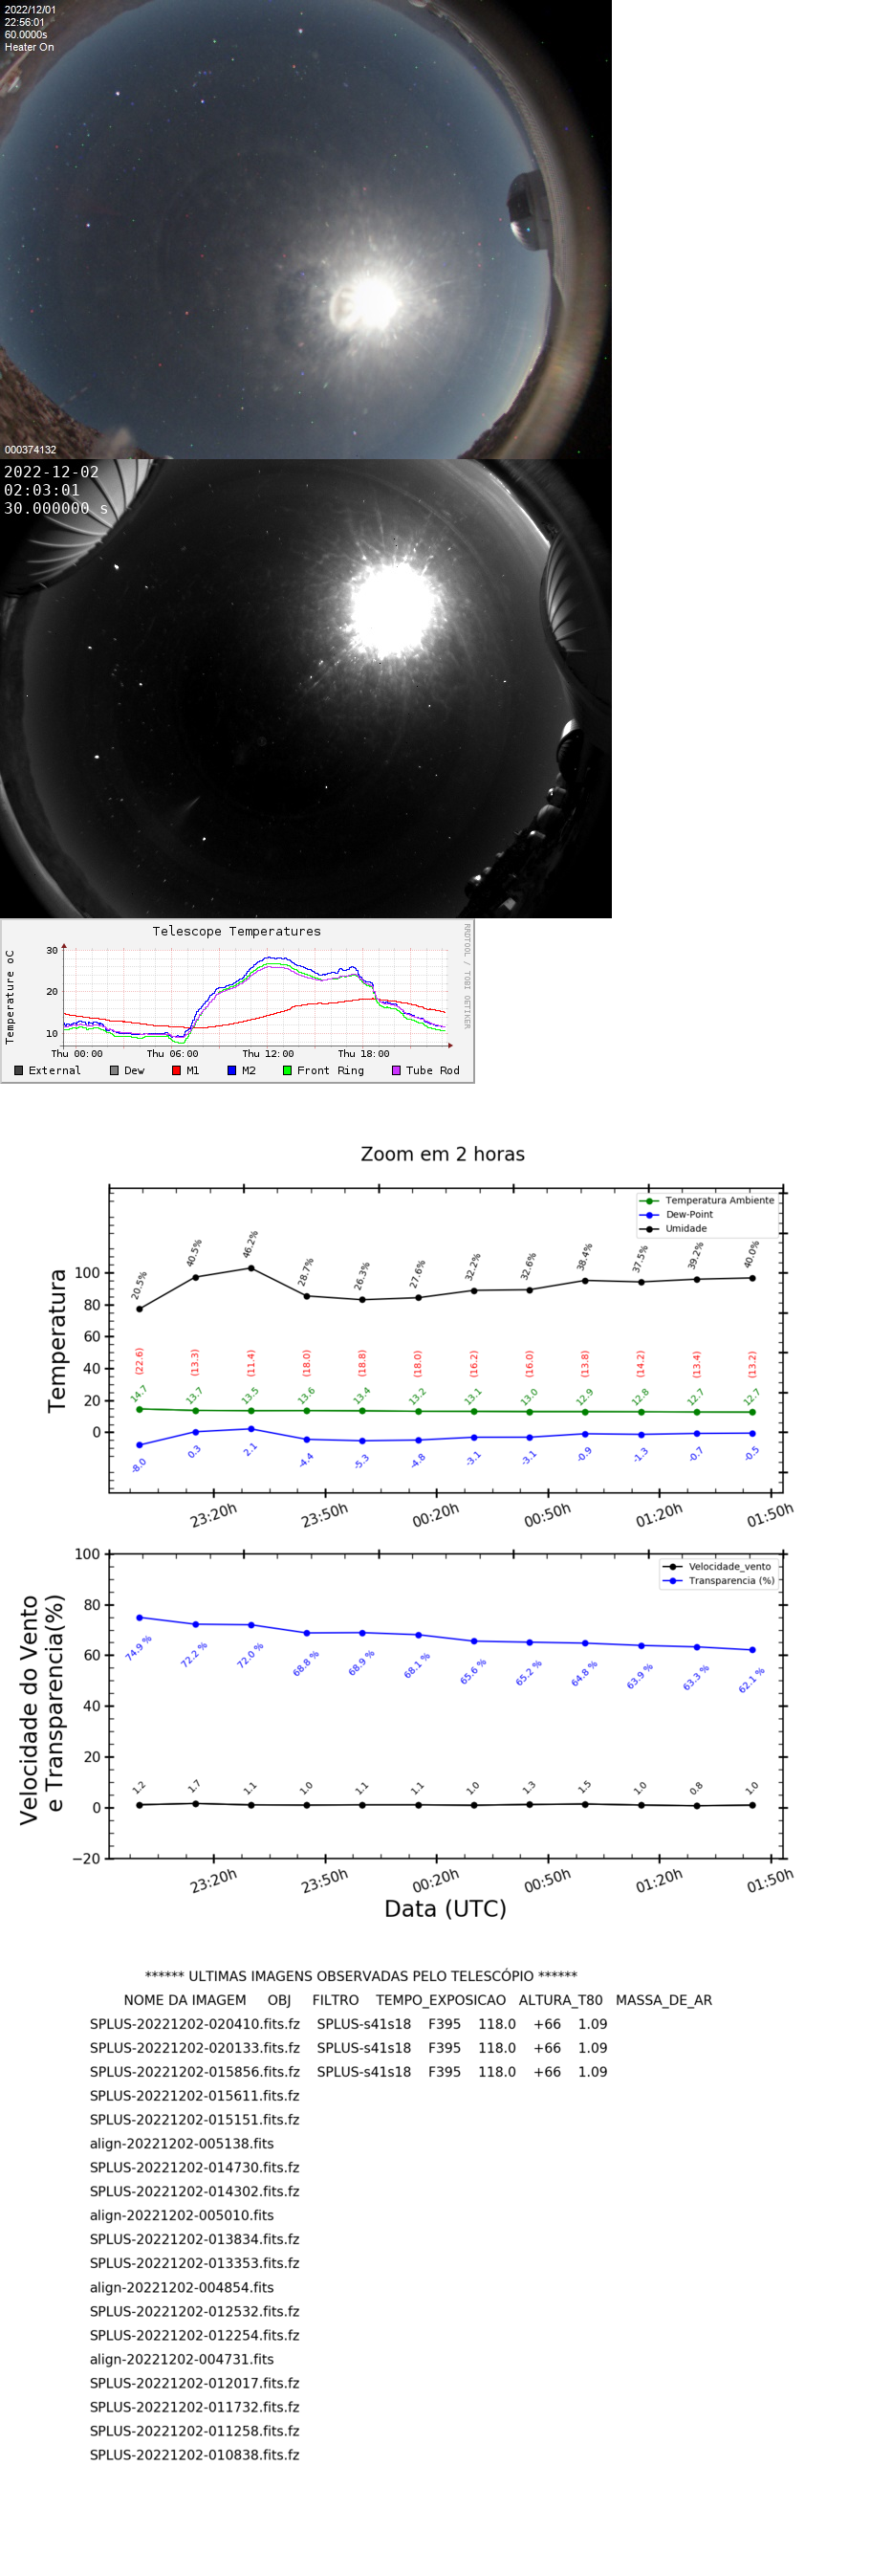 2022/12/01
22:56:01
60.0000s
Heater On
000374132
2022-12-02
02:03:01
30.000000 s
Telescope Temperatures
Temperature oC
RRDTOOL / TOBI OETIKER
30
20
10
Thu 00:00 Thu 06:00 Thu 12:00 Thu 18:00
External Dew M1 M2 Front Ring Tube Rod
Zoom em 2 horas
Temperatura
Temperatura Ambiente
Dew-Point
Umidade
100
80
60
40
20
0
20.5% 40.5% 46.2% 28.7% 26.3% 27.6% 32.2% 32.6% 38.4% 37.5% 39.2% 40.0%
(22.6) (13.3) (11.4) (18.0) (18.8) (18.0) (16.2) (16.0) (13.8) (14.2) (13.4) (13.2)
14.7 13.7 13.5 13.6 13.4 13.2 13.1 13.0 12.9 12.8 12.7 12.7
-8.0 0.3 2.1 -4.4 -5.3 -4.8 -3.1 -3.1 -0.9 -1.3 -0.7 -0.5
23:20h 23:50h 00:20h 00:50h 01:20h 01:50h
Velocidade do Vento
e Transparencia(%)
Velocidade_vento
Transparencia (%)
100
80
60
40
20
0
−20
74.9 % 72.2 % 72.0 % 68.8 % 68.9 % 68.1 % 65.6 % 65.2 % 64.8 % 63.9 % 63.3 % 62.1 %
1.2 1.7 1.1 1.0 1.1 1.1 1.0 1.3 1.5 1.0 0.8 1.0
23:20h 23:50h 00:20h 00:50h 01:20h 01:50h
Data (UTC)
****** ULTIMAS IMAGENS OBSERVADAS PELO TELESCÓPIO ******
NOME DA IMAGEM OBJ FILTRO TEMPO_EXPOSICAO ALTURA_T80 MASSA_DE_AR
SPLUS-20221202-020410.fits.fz SPLUS-s41s18 F395 118.0 +66 1.09
SPLUS-20221202-020133.fits.fz SPLUS-s41s18 F395 118.0 +66 1.09
SPLUS-20221202-015856.fits.fz SPLUS-s41s18 F395 118.0 +66 1.09
SPLUS-20221202-015611.fits.fz
SPLUS-20221202-015151.fits.fz
align-20221202-005138.fits
SPLUS-20221202-014730.fits.fz
SPLUS-20221202-014302.fits.fz
align-20221202-005010.fits
SPLUS-20221202-013834.fits.fz
SPLUS-20221202-013353.fits.fz
align-20221202-004854.fits
SPLUS-20221202-012532.fits.fz
SPLUS-20221202-012254.fits.fz
align-20221202-004731.fits
SPLUS-20221202-012017.fits.fz
SPLUS-20221202-011732.fits.fz
SPLUS-20221202-011258.fits.fz
SPLUS-20221202-010838.fits.fz